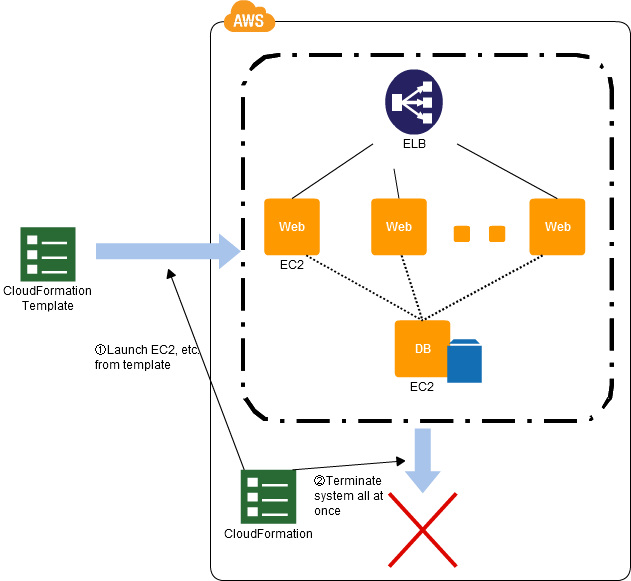 AWS
ELB
Web
Web
Web
EC2
CloudFormation
Template
DB
EC2
①Launch EC2, etc.
from template
②Terminate
system all at
once
CloudFormation